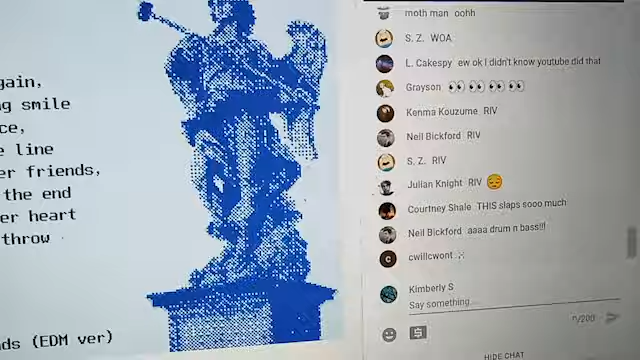 gain,
ng smile
ce,
e line
er friends,
the end
er heart
throw
nds (EDM ver)
moth man oohh
S. Z. WOA
L. Cakespy ew ok I didn't know youtube did that
Grayson 👀 👀 👀 👀
Kenma Kouzume RIV
Neil Bickford RIV
S. Z. RIV
Julian Knight RIV 😔
Courtney Shale THIS slaps sooo much
Neil Bickford aaaa drum n bass!!!
cwillcwont
Kimberly S
Say something...
0/200
HIDE CHAT